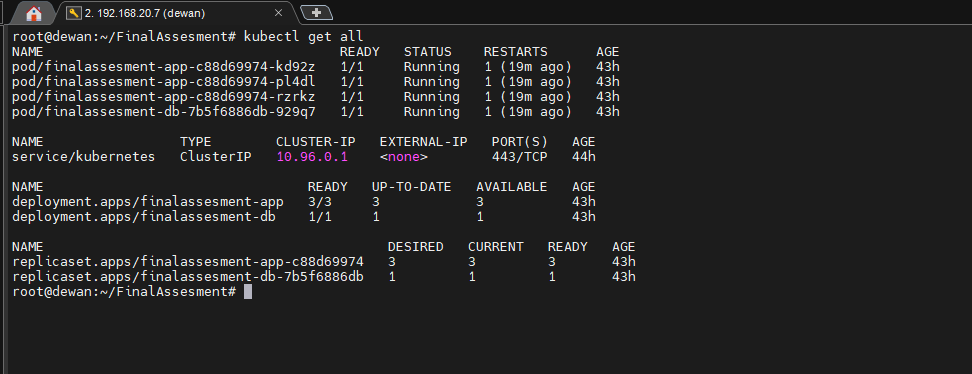 2. 192.168.20.7 (dewan)
root@dewan:~/FinalAssesment# kubectl get all
NAME READY STATUS RESTARTS AGE
pod/finalassesment-app-c88d69974-kd92z 1/1 Running 1 (19m ago) 43h
pod/finalassesment-app-c88d69974-pl4dl 1/1 Running 1 (19m ago) 43h
pod/finalassesment-app-c88d69974-rzrkz 1/1 Running 1 (19m ago) 43h
pod/finalassesment-db-7b5f6886db-929q7 1/1 Running 1 (19m ago) 43h
NAME TYPE CLUSTER-IP EXTERNAL-IP PORT(S) AGE
service/kubernetes ClusterIP 10.96.0.1 <none> 443/TCP 44h
NAME READY UP-TO-DATE AVAILABLE AGE
deployment.apps/finalassesment-app 3/3 3 3 43h
deployment.apps/finalassesment-db 1/1 1 1 43h
NAME DESIRED CURRENT READY AGE
replicaset.apps/finalassesment-app-c88d69974 3 3 3 43h
replicaset.apps/finalassesment-db-7b5f6886db 1 1 1 43h
root@dewan:~/FinalAssesment#